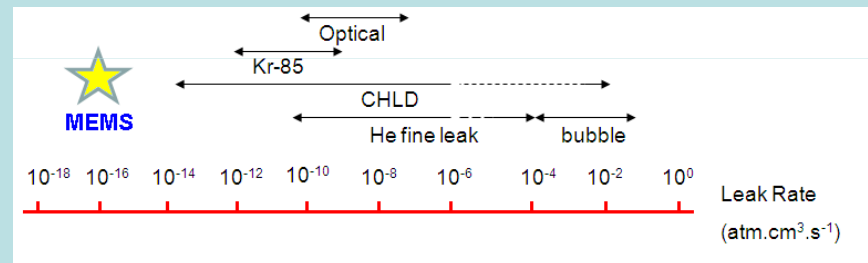 Optical
Kr-85
CHLD
MEMS
He fine leak bubble
10⁻¹⁸ 10⁻¹⁶ 10⁻¹⁴ 10⁻¹² 10⁻¹⁰ 10⁻⁸ 10⁻⁶ 10⁻⁴ 10⁻² 10⁰
Leak Rate
(atm.cm³.s⁻¹)